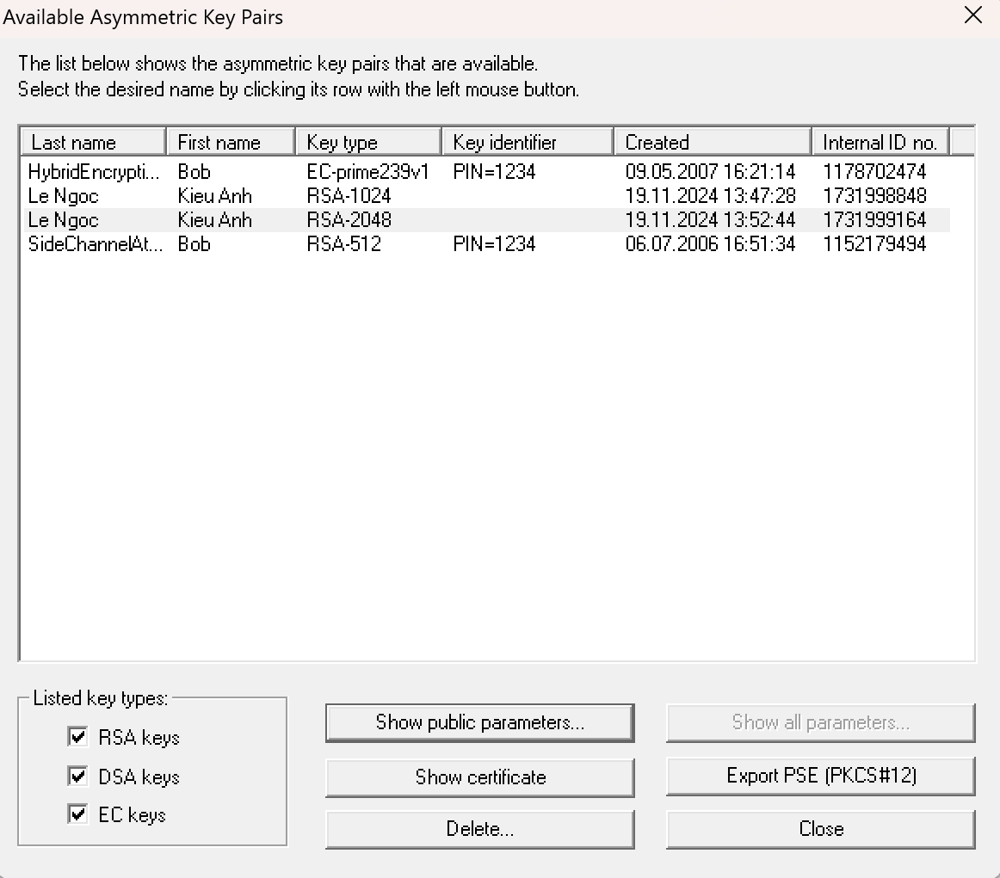 Available Asymmetric Key Pairs
The list below shows the asymmetric key pairs that are available.
Select the desired name by clicking its row with the left mouse button.
Last name First name Key type Key identifier Created Internal ID no.
HybridEncrypti... Bob EC-prime239v1 PIN=1234 09.05.2007 16:21:14 1178702474
Le Ngoc Kieu Anh RSA-1024 19.11.2024 13:47:28 1731998848
Le Ngoc Kieu Anh RSA-2048 19.11.2024 13:52:44 1731999164
SideChannelAt... Bob RSA-512 PIN=1234 06.07.2006 16:51:34 1152179494
Listed key types:
RSA keys
DSA keys
EC keys
Show public parameters...
Show all parameters...
Show certificate
Export PSE (PKCS#12)
Delete...
Close